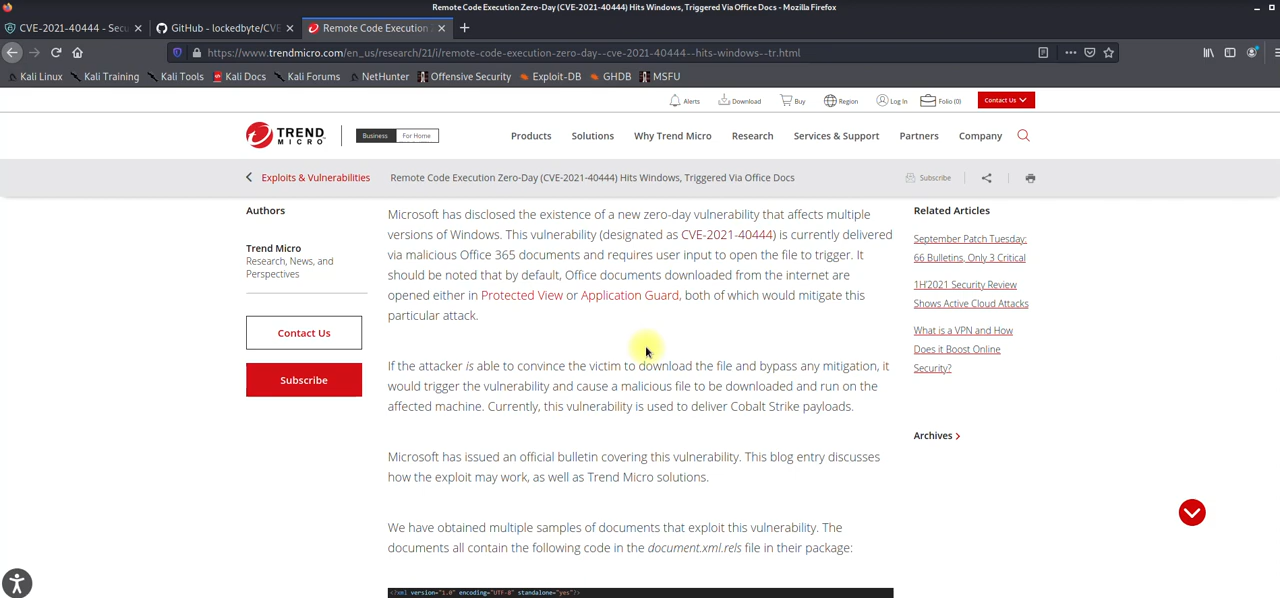 Remote Code Execution Zero-Day (CVE-2021-40444) Hits Windows, Triggered Via Office Docs - Mozilla Firefox
CVE-2021-40444 - Secu
GitHub - lockedbyte/CVE
Remote Code Execution
https://www.trendmicro.com/en_us/research/21/i/remote-code-execution-zero-day--cve-2021-40444--hits-windows--tr.html
Kali Linux Kali Training Kali Tools Kali Docs Kali Forums NetHunter Offensive Security Exploit-DB GHDB MSFU
Alerts Download Buy Region Log In Folio (0) Contact Us
TREND MICRO
Business For Home
Products Solutions Why Trend Micro Research Services & Support Partners Company
Exploits & Vulnerabilities
Remote Code Execution Zero-Day (CVE-2021-40444) Hits Windows, Triggered Via Office Docs
Subscribe
Authors
Trend Micro
Research, News, and
Perspectives
Contact Us
Subscribe
Microsoft has disclosed the existence of a new zero-day vulnerability that affects multiple
versions of Windows. This vulnerability (designated as CVE-2021-40444) is currently delivered
via malicious Office 365 documents and requires user input to open the file to trigger. It
should be noted that by default, Office documents downloaded from the internet are
opened either in Protected View or Application Guard, both of which would mitigate this
particular attack.
If the attacker is able to convince the victim to download the file and bypass any mitigation, it
would trigger the vulnerability and cause a malicious file to be downloaded and run on the
affected machine. Currently, this vulnerability is used to deliver Cobalt Strike payloads.
Microsoft has issued an official bulletin covering this vulnerability. This blog entry discusses
how the exploit may work, as well as Trend Micro solutions.
We have obtained multiple samples of documents that exploit this vulnerability. The
documents all contain the following code in the document.xml.rels file in their package:
<?xml version="1.0" encoding="UTF-8" standalone="yes"?>
Related Articles
September Patch Tuesday:
66 Bulletins, Only 3 Critical
1H'2021 Security Review
Shows Active Cloud Attacks
What is a VPN and How
Does it Boost Online
Security?
Archives